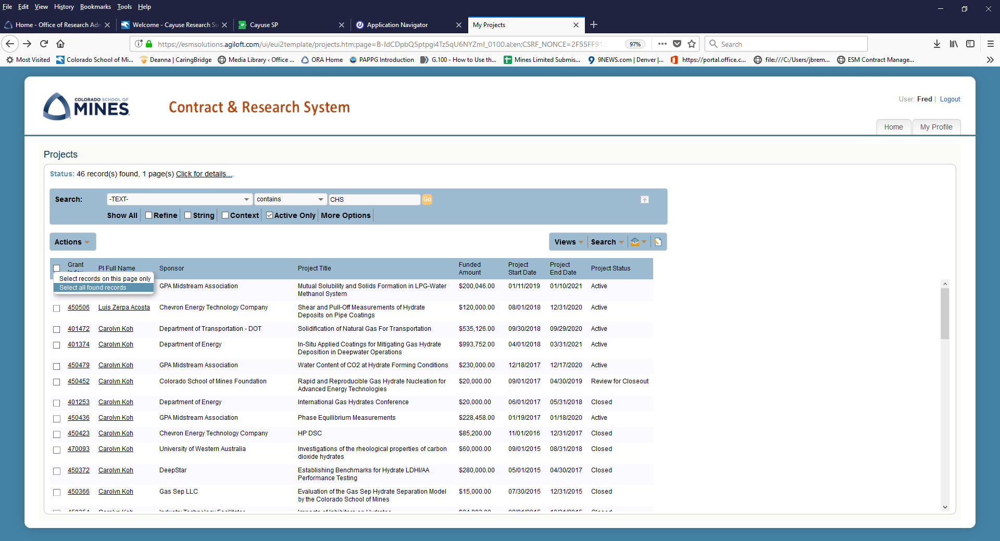 File Edit View History Bookmarks Tools Help
Home - Office of Research Adm
Welcome - Cayuse Research Su
SP Cayuse SP
Application Navigator
My Projects
https://esmsolutions.agiloft.com/ui/eui2template/projects.htm;page=B-IdCDpbQ5ptpgi4Tz5qU6NYZmI_0100.al;en;CSRF_NONCE=2F55FF912
97%
Search
Most Visited Colorado School of Mi... Deanna | CaringBridge Media Library ‹ Office ... ORA Home PAPPG Introduction G.100 - How to Use th... Mines Limited Submis... 9NEWS.com | Denver |... https://portal.office.c... file:///C:/Users/jbrem... ESM Contract Manage...
COLORADO SCHOOL OF
MINES
Contract & Research System
User: Fred | Logout
Home My Profile
Projects
Status: 46 record(s) found, 1 page(s) Click for details....
Search: -TEXT- contains CHS Go
Show All Refine String Context Active Only More Options
Actions
Views Search
Grant
PI Full Name Sponsor Project Title Funded Amount Project Start Date Project End Date Project Status
Select records on this page only
Select all found records
GPA Midstream Association Mutual Solubility and Solids Formation in LPG-Water $200,046.00 01/11/2019 01/10/2021 Active
Methanol System
450506 Luis Zerpa Acosta Chevron Energy Technology Company Shear and Pull-Off Measurements of Hydrate $120,000.00 08/01/2018 12/31/2020 Active
Deposits on Pipe Coatings
401472 Carolyn Koh Department of Transportation - DOT Solidification of Natural Gas For Transportation $535,126.00 09/30/2018 09/29/2020 Active
401374 Carolyn Koh Department of Energy In-Situ Applied Coatings for Mitigating Gas Hydrate $993,752.00 04/01/2018 03/31/2021 Active
Deposition in Deepwater Operations
450479 Carolyn Koh GPA Midstream Association Water Content of CO2 at Hydrate Forming Conditions $230,000.00 12/18/2017 12/17/2020 Active
450452 Carolyn Koh Colorado School of Mines Foundation Rapid and Reproducible Gas Hydrate Nucleation for $20,000.00 09/01/2017 04/30/2019 Review for Closeout
Advanced Energy Technologies
401253 Carolyn Koh Department of Energy International Gas Hydrates Conference $20,000.00 06/01/2017 05/31/2018 Closed
450436 Carolyn Koh GPA Midstream Association Phase Equilibrium Measurements $228,458.00 01/19/2017 01/18/2020 Active
450423 Carolyn Koh Chevron Energy Technology Company HP DSC $85,200.00 11/01/2016 12/31/2017 Closed
470093 Carolyn Koh University of Western Australia Investigations of the rheological properties of carbon $60,000.00 09/01/2015 08/31/2018 Closed
dioxide hydrates
450372 Carolyn Koh DeepStar Establishing Benchmarks for Hydrate LDHI/AA $280,000.00 05/01/2015 04/30/2017 Closed
Performance Testing
450366 Carolyn Koh Gas Sep LLC Evaluation of the Gas Sep Hydrate Separation Model $15,000.00 07/30/2015 12/31/2015 Closed
by the Colorado School of Mines